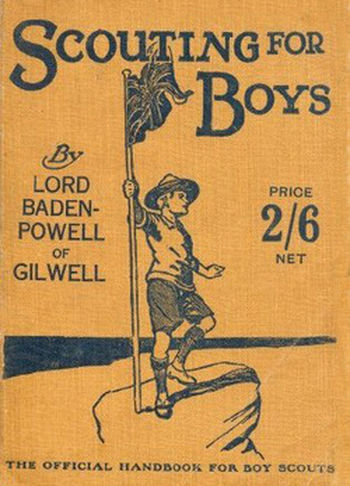 SCOUTING FOR
BOYS
By
LORD
BADEN-
POWELL
OF
GILWELL
PRICE
2/6
NET
THE OFFICIAL HANDBOOK FOR BOY SCOUTS